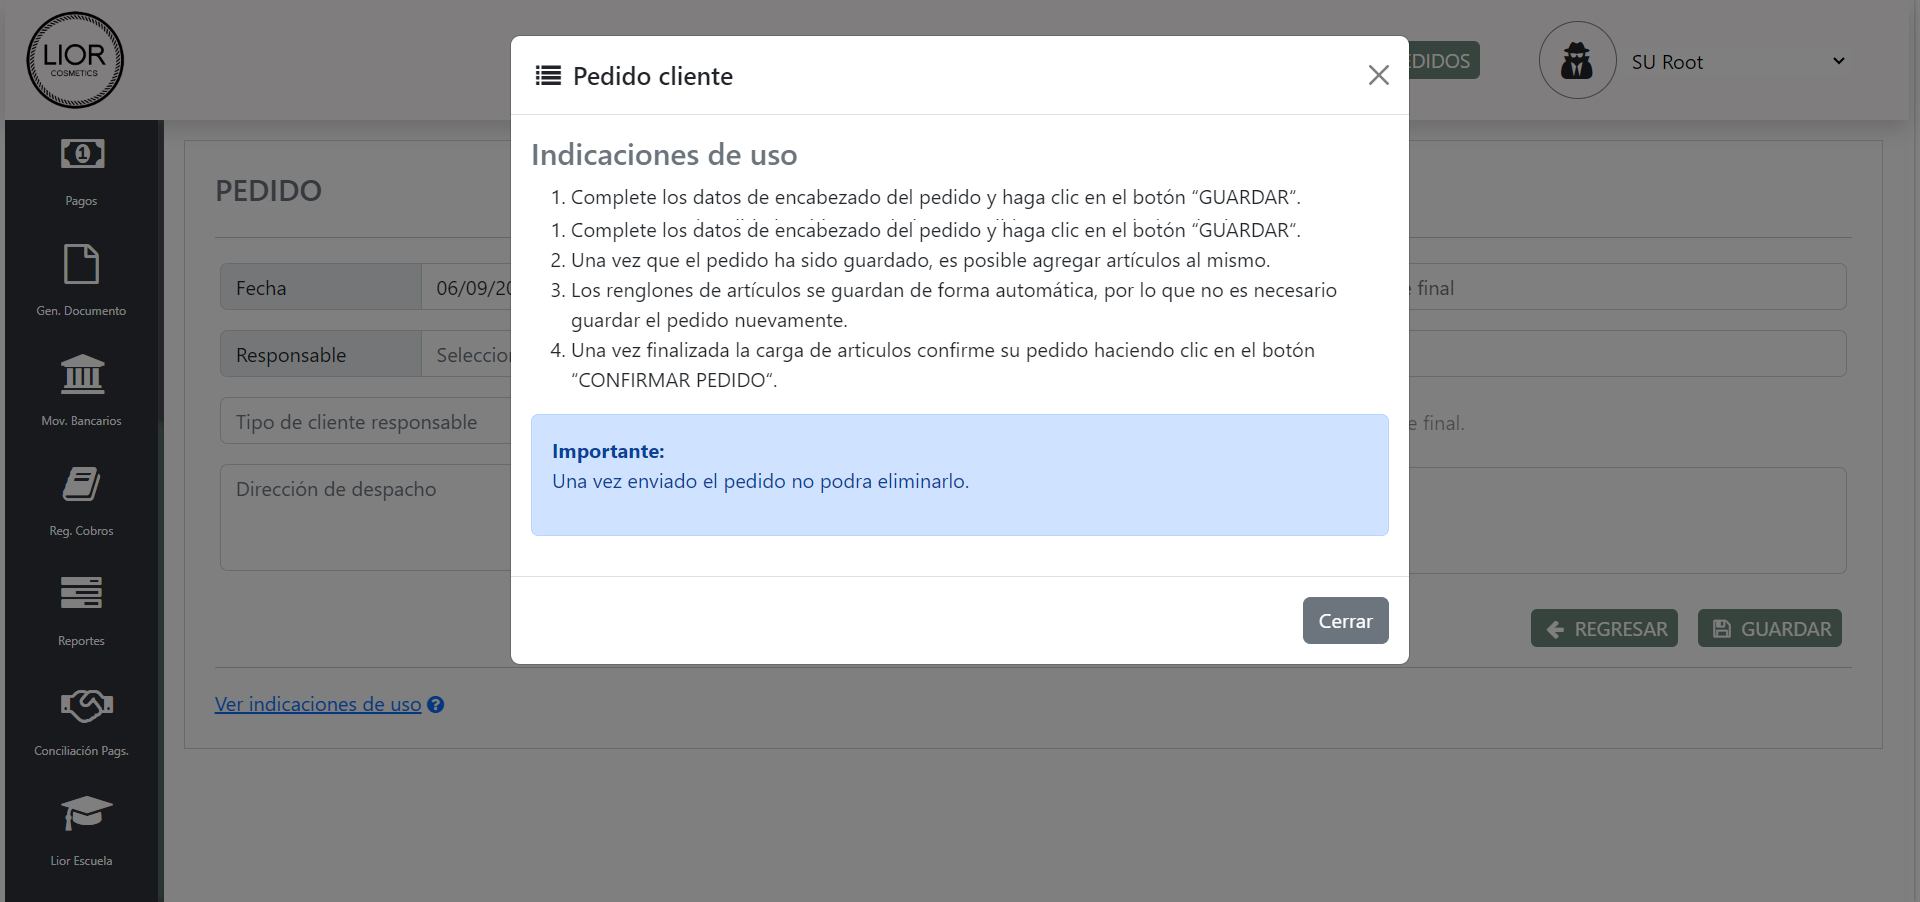 LIOR
COSMETICS
EDIDOS
SU Root
Pagos
Gen. Documento
Mov. Bancarios
Reg. Cobros
Reportes
Conciliación Pags.
Lior Escuela
PEDIDO
Fecha
06/09/20
e final
Responsable
Seleccio
Tipo de cliente responsable
e final.
Dirección de despacho
REGRESAR
GUARDAR
Ver indicaciones de uso
Pedido cliente
Indicaciones de uso
1. Complete los datos de encabezado del pedido y haga clic en el botón “GUARDAR“.
1. Complete los datos de encabezado del pedido y haga clic en el botón “GUARDAR“.
2. Una vez que el pedido ha sido guardado, es posible agregar artículos al mismo.
3. Los renglones de artículos se guardan de forma automática, por lo que no es necesario
guardar el pedido nuevamente.
4. Una vez finalizada la carga de articulos confirme su pedido haciendo clic en el botón
“CONFIRMAR PEDIDO“.
Importante:
Una vez enviado el pedido no podra eliminarlo.
Cerrar